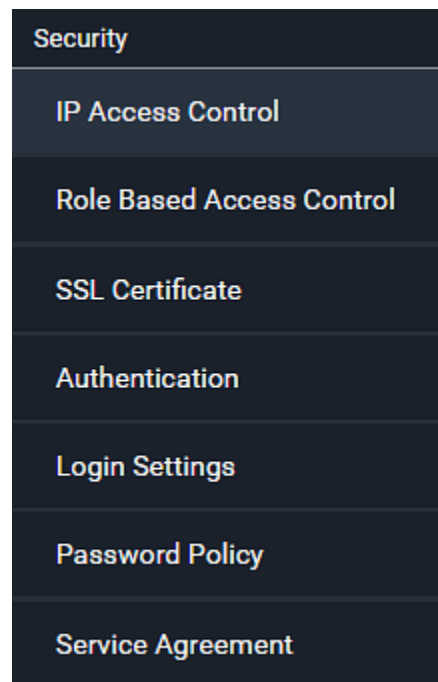 Security
IP Access Control
Role Based Access Control
SSL Certificate
Authentication
Login Settings
Password Policy
Service Agreement